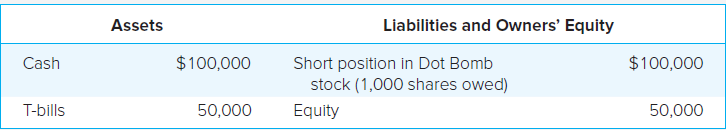 Assets Liabilities and Owners’ Equity
Cash $100,000 Short position in Dot Bomb $100,000
stock (1,000 shares owed)
T-bills 50,000 Equity 50,000